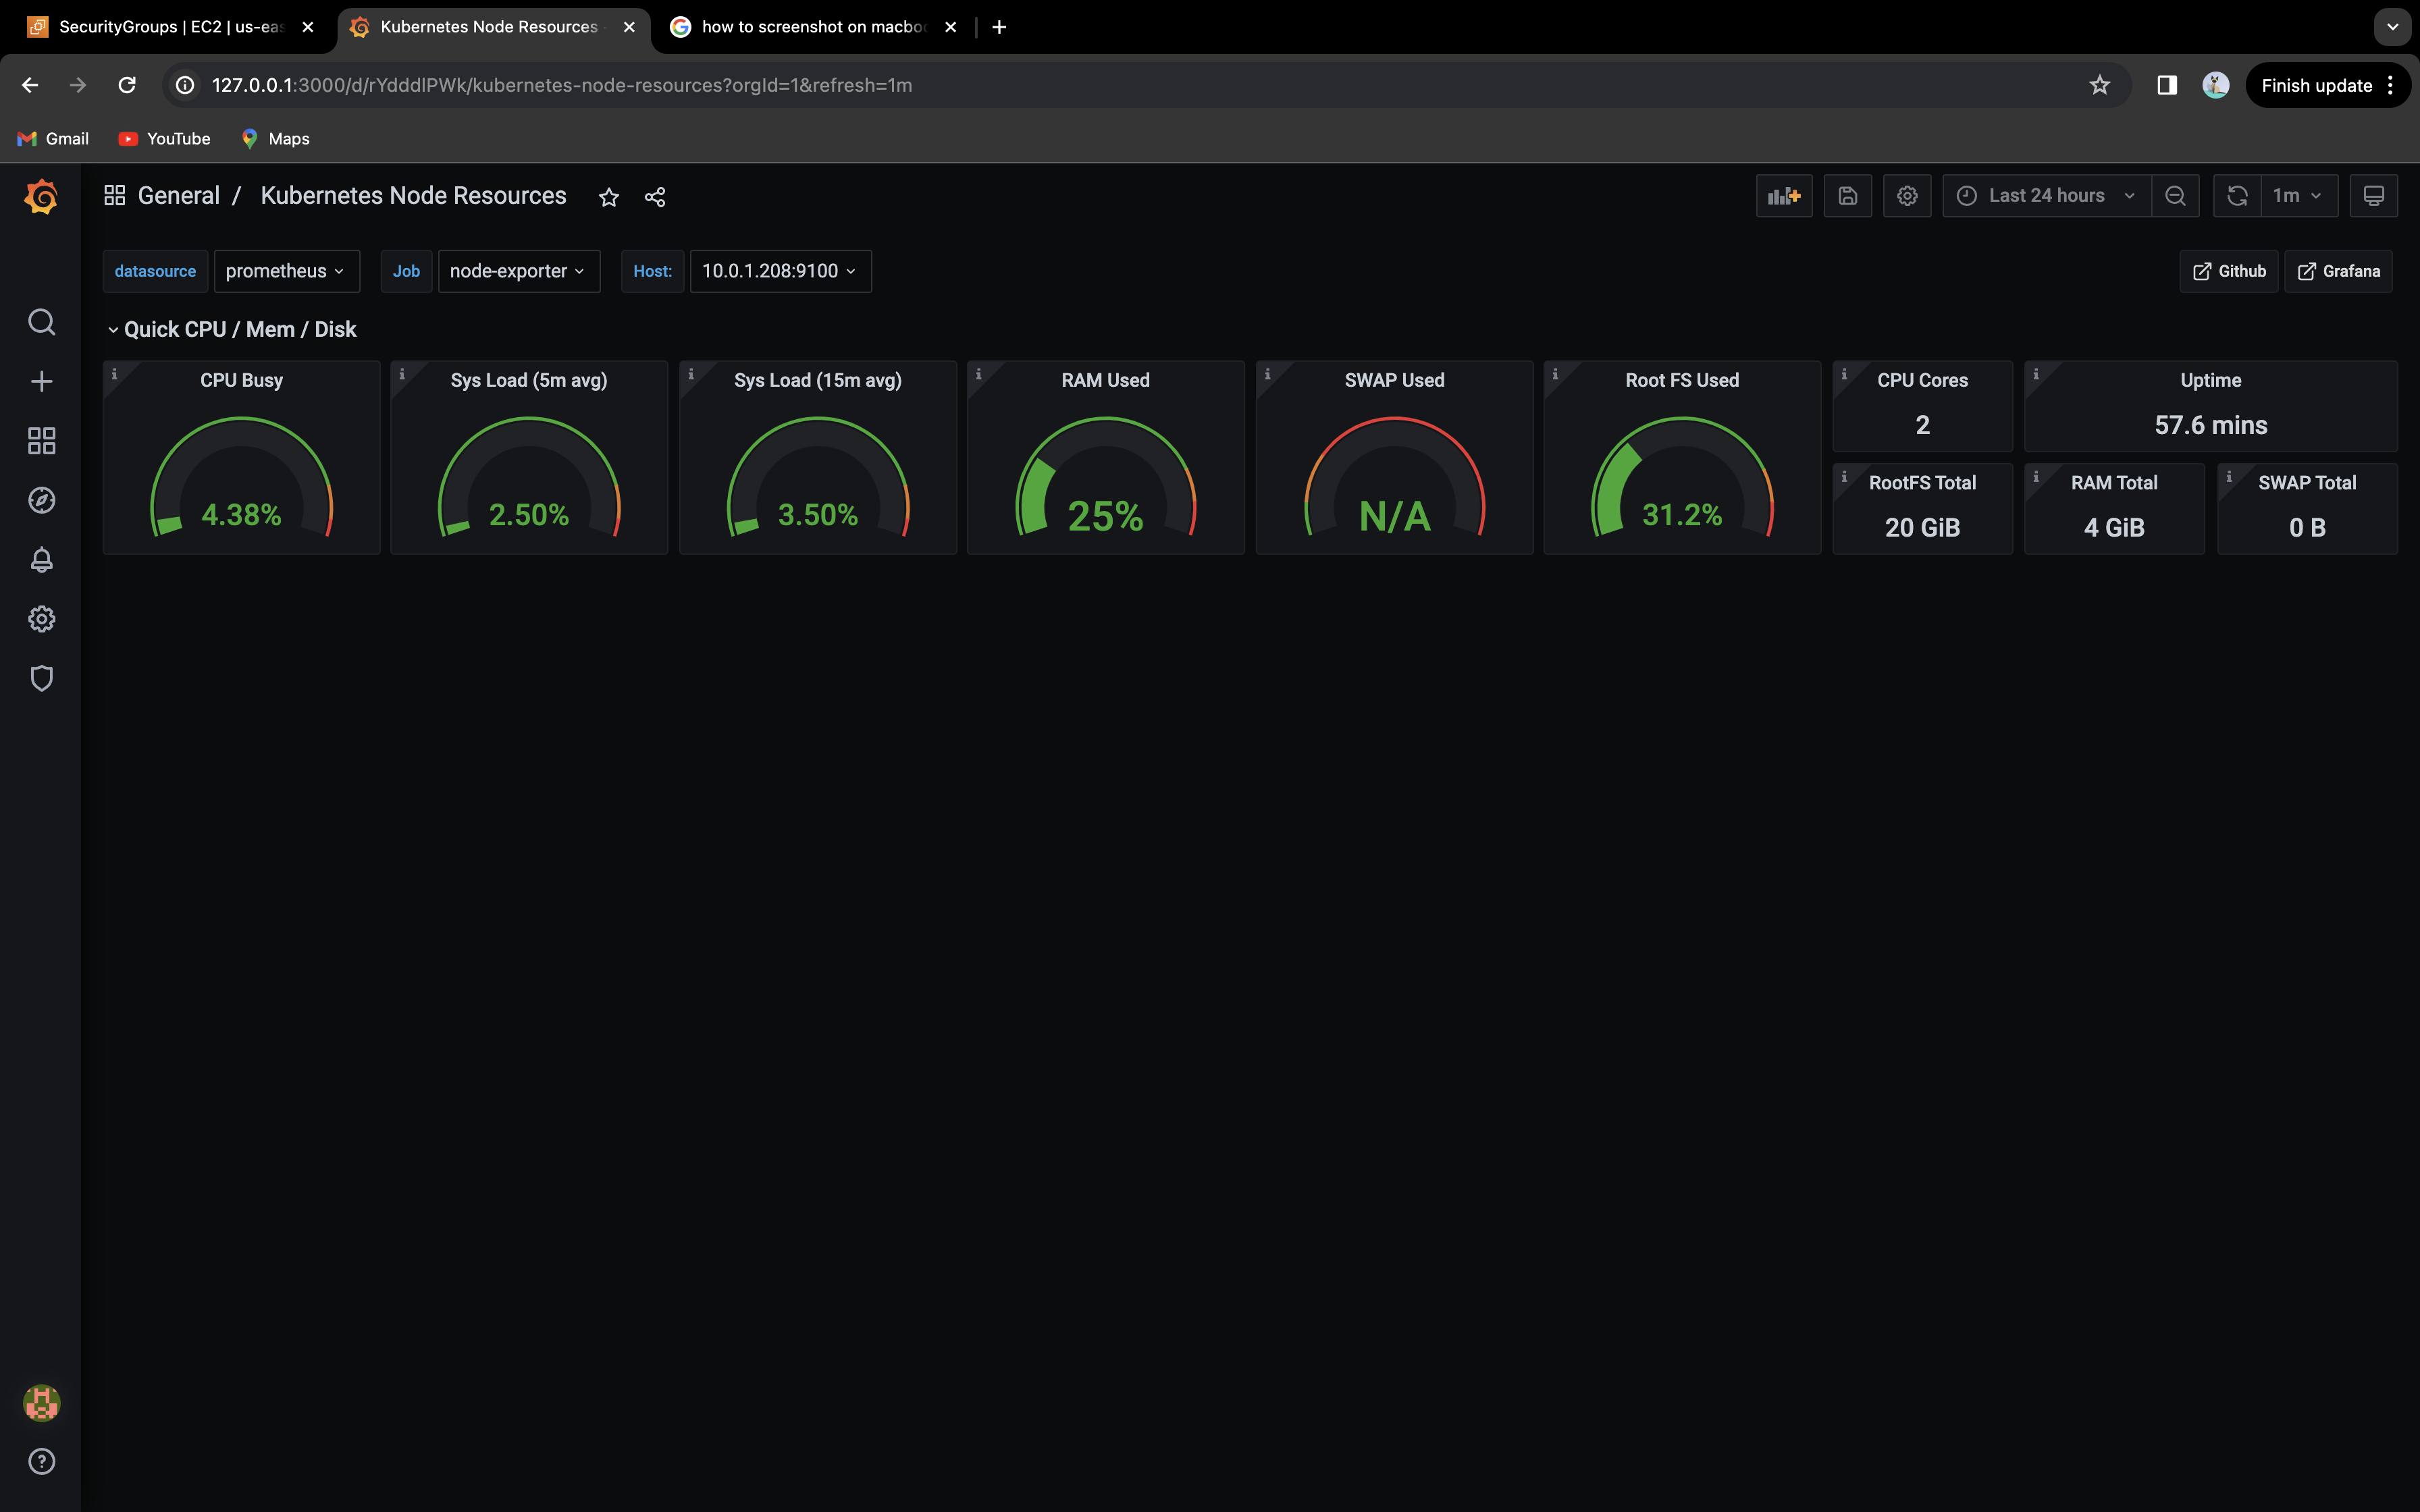 SecurityGroups | EC2 | us-eas
Kubernetes Node Resources
how to screenshot on macboo
127.0.0.1:3000/d/rYdddlPWk/kubernetes-node-resources?orgId=1&refresh=1m
Finish update
Gmail
YouTube
Maps
General / Kubernetes Node Resources
Last 24 hours
1m
datasource prometheus Job node-exporter Host: 10.0.1.208:9100
Github Grafana
Quick CPU / Mem / Disk
CPU Busy
4.38%
Sys Load (5m avg)
2.50%
Sys Load (15m avg)
3.50%
RAM Used
25%
SWAP Used
N/A
Root FS Used
31.2%
CPU Cores
2
Uptime
57.6 mins
RootFS Total
20 GiB
RAM Total
4 GiB
SWAP Total
0 B